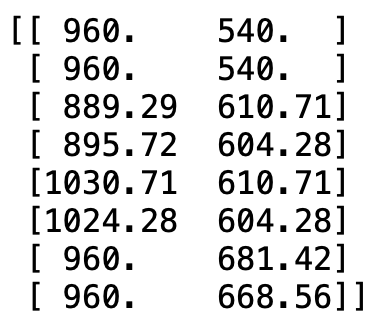 [[ 960.    540.  ]
 [ 960.    540.  ]
 [ 889.29  610.71]
 [ 895.72  604.28]
 [1030.71  610.71]
 [1024.28  604.28]
 [ 960.    681.42]
 [ 960.    668.56]]